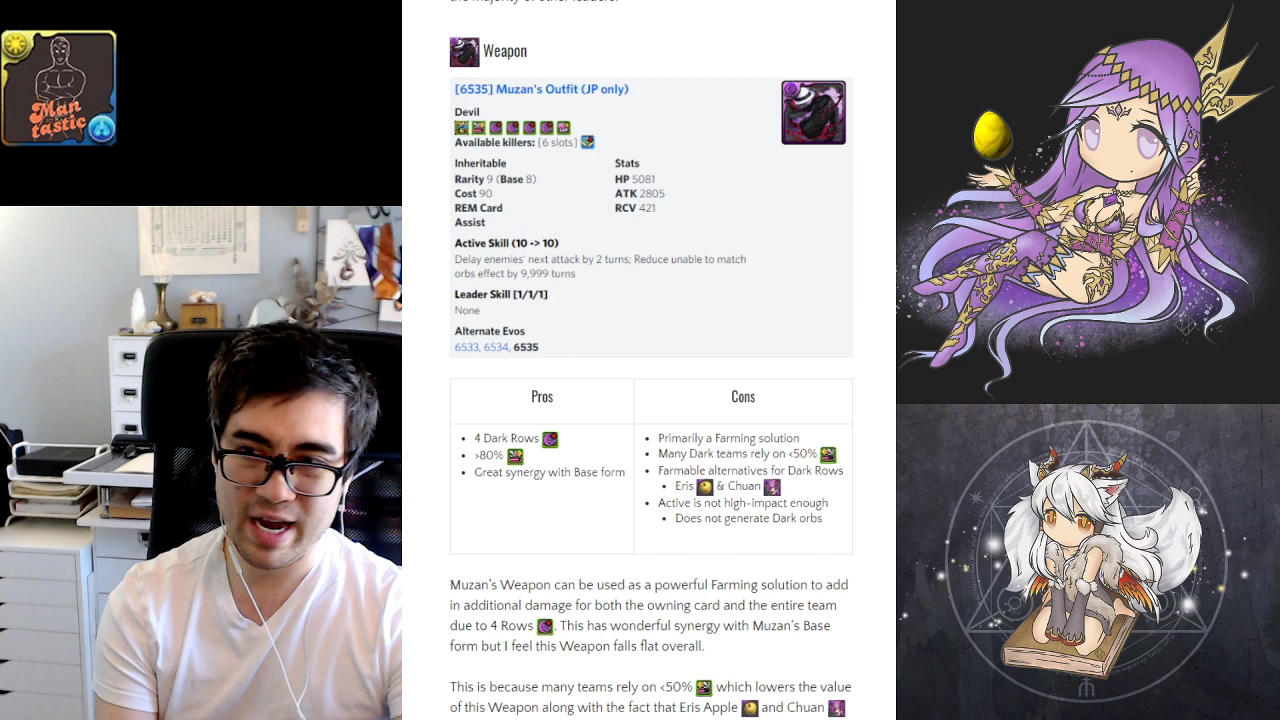 Man
tastic
Weapon
[6535] Muzan's Outfit (JP only)
Devil
Available killers: [6 slots]
Inheritable
Rarity 9 (Base 8)
Cost 90
REM Card
Assist
Stats
HP 5081
ATK 2805
RCV 421
Active Skill (10 -> 10)
Delay enemies' next attack by 2 turns; Reduce unable to match
orbs effect by 9,999 turns
Leader Skill [1/1/1]
None
Alternate Evos
6533, 6534, 6535
Pros
Cons
4 Dark Rows
>80%
Great synergy with Base form
Primarily a Farming solution
Many Dark teams rely on <50%
Farmable alternatives for Dark Rows
Eris & Chuan
Active is not high-impact enough
Does not generate Dark orbs
Muzan's Weapon can be used as a powerful Farming solution to add
in additional damage for both the owning card and the entire team
due to 4 Rows . This has wonderful synergy with Muzan's Base
form but I feel this Weapon falls flat overall.
This is because many teams rely on <50% which lowers the value
of this Weapon along with the fact that Eris Apple and Chuan